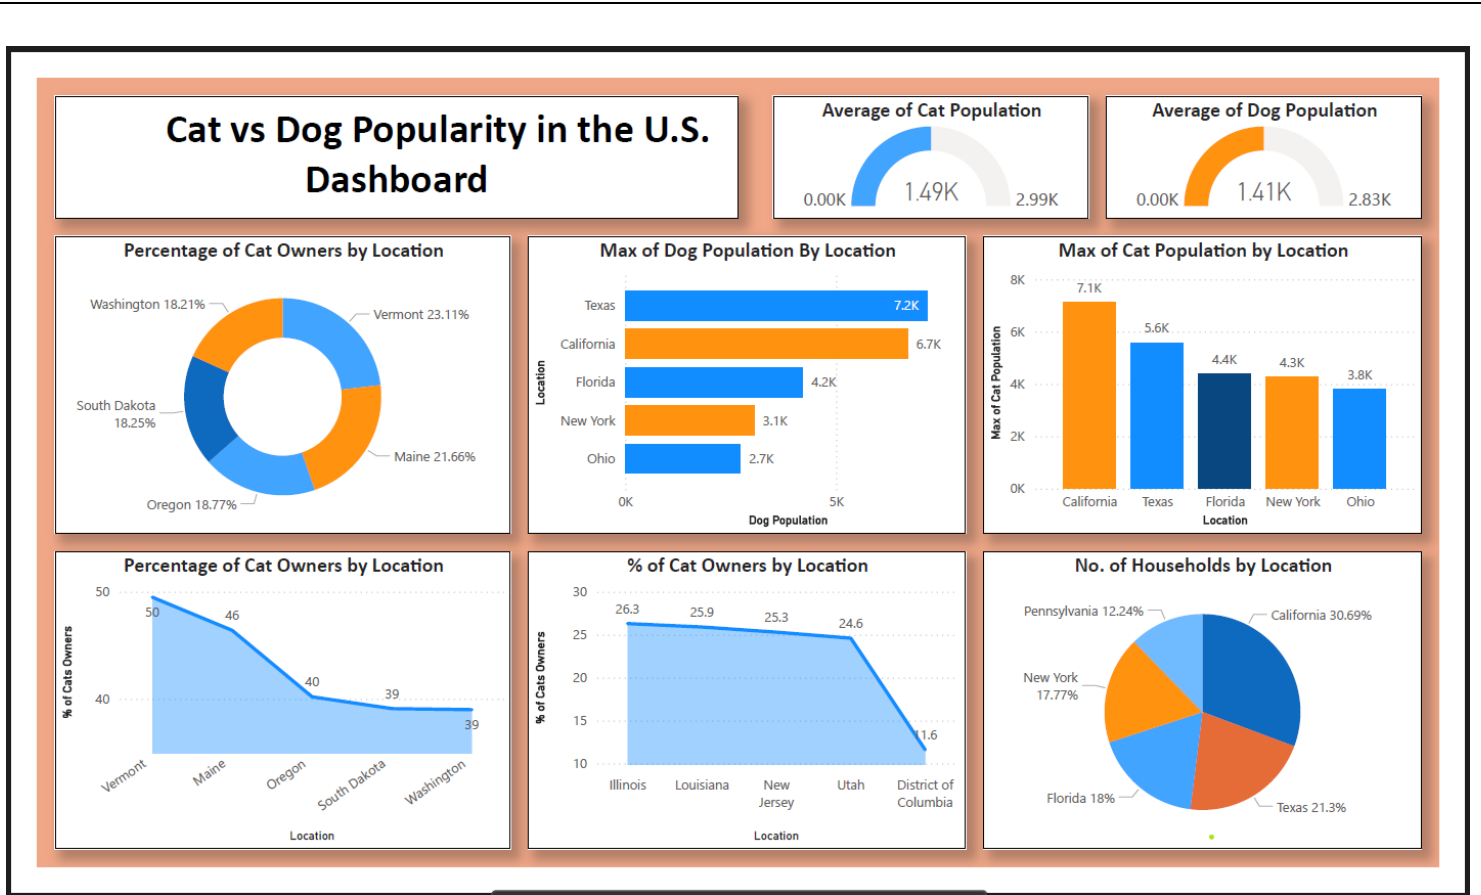 Cat vs Dog Popularity in the U.S.
Dashboard
Average of Cat Population
1.49K
0.00K
2.99K
Average of Dog Population
1.41K
0.00K
2.83K
Percentage of Cat Owners by Location
Washington 18.21%
Vermont 23.11%
South Dakota
18.25%
Maine 21.66%
Oregon 18.77%
Max of Dog Population By Location
Location
Texas
7.2K
California
6.7K
Florida
4.2K
New York
3.1K
Ohio
2.7K
0K
5K
Dog Population
Max of Cat Population by Location
Max of Cat Population
8K
6K
4K
2K
0K
7.1K
5.6K
4.4K
4.3K
3.8K
California
Texas
Florida
New York
Ohio
Location
Percentage of Cat Owners by Location
% of Cats Owners
50
40
50
46
40
39
39
Vermont
Maine
Oregon
South Dakota
Washington
Location
% of Cat Owners by Location
% of Cats Owners
30
25
20
15
10
26.3
25.9
25.3
24.6
11.6
Illinois
Louisiana
New
Jersey
Utah
District of
Columbia
Location
No. of Households by Location
Pennsylvania 12.24%
California 30.69%
New York
17.77%
Florida 18%
Texas 21.3%